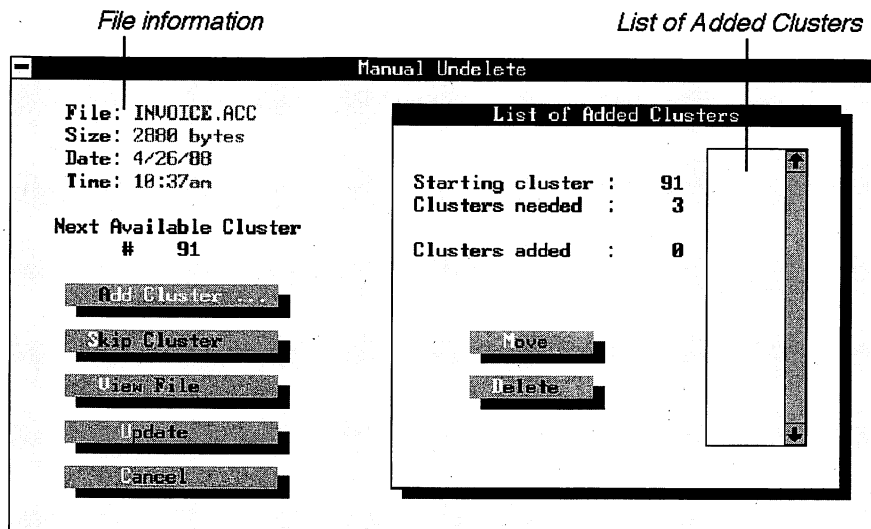 File information
List of Added Clusters
Manual Undelete
File: INVOICE.ACC
Size: 2880 bytes
Date: 4/26/88
Time: 10:37am
Next Available Cluster
# 91
Add Cluster ...
Skip Cluster
View File
Update
Cancel
List of Added Clusters
Starting cluster : 91
Clusters needed : 3
Clusters added : 0
Move
Delete